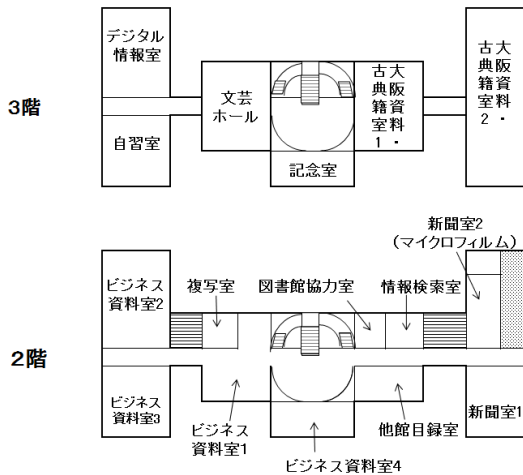 3階
デジタル
情報室
自習室
文芸
ホール
記念室
大阪資料・
古典籍室1
大阪資料・
古典籍室2
2階
ビジネス
資料室2
ビジネス
資料室3
複写室
図書館協力室
情報検索室
新聞室2
(マイクロフィルム)
ビジネス
資料室1
ビジネス資料室4
他館目録室
新聞室1